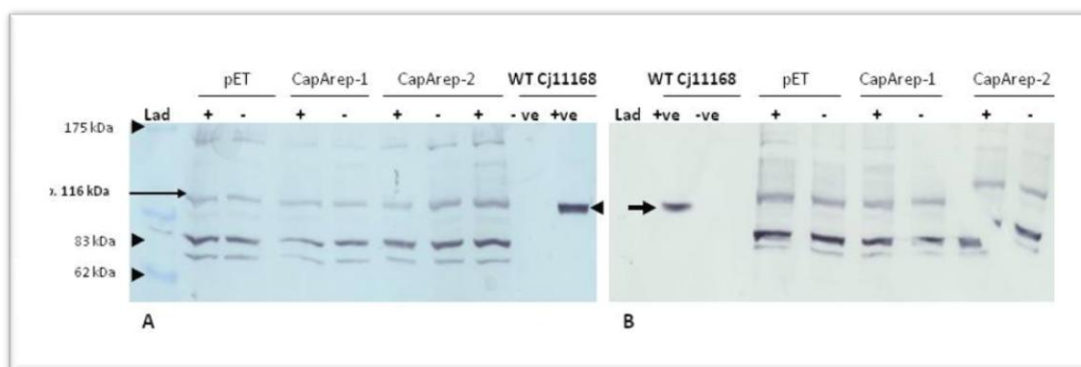 pET CapArep-1 CapArep-2 WT Cj11168 WT Cj11168 pET CapArep-1 CapArep-2
Lad + - + - + - + - ve +ve Lad +ve -ve + - + - + -
175 kDa
. 116 kDa
83 kDa
62 kDa
A B